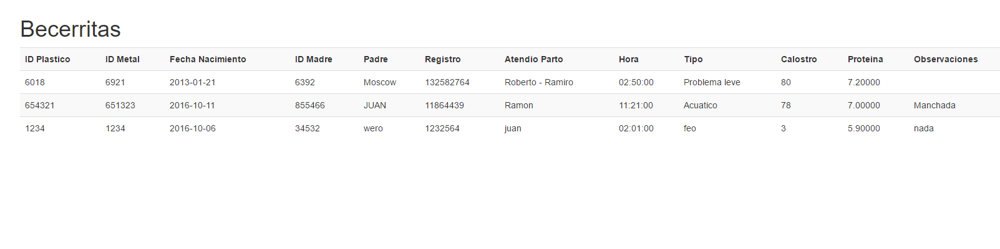 Becerritas
ID Plastico ID Metal Fecha Nacimiento ID Madre Padre Registro Atendio Parto Hora Tipo Calostro Proteina Observaciones
6018 6921 2013-01-21 6392 Moscow 132582764 Roberto - Ramiro 02:50:00 Problema leve 80 7.20000
654321 651323 2016-10-11 855466 JUAN 11864439 Ramon 11:21:00 Acuatico 78 7.00000 Manchada
1234 1234 2016-10-06 34532 wero 1232564 juan 02:01:00 feo 3 5.90000 nada